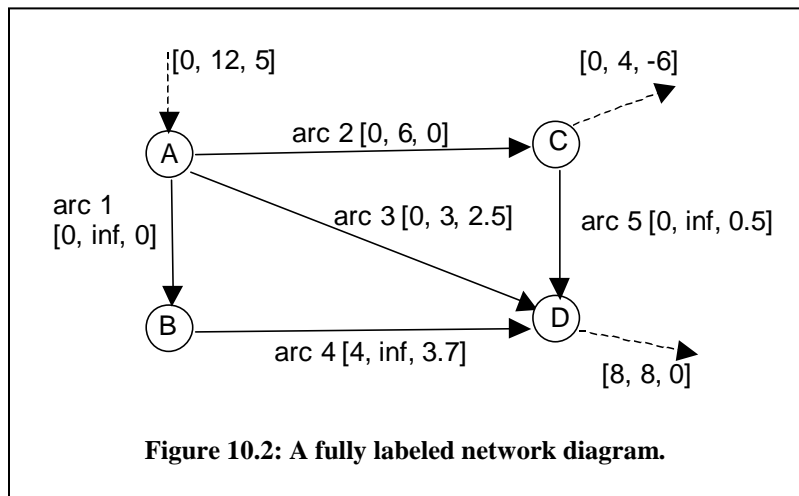 [0, 12, 5]
[0, 4, -6]
arc 2 [0, 6, 0]
A
C
arc 1
[0, inf, 0]
arc 3 [0, 3, 2.5]
arc 5 [0, inf, 0.5]
B
D
arc 4 [4, inf, 3.7]
[8, 8, 0]
Figure 10.2: A fully labeled network diagram.